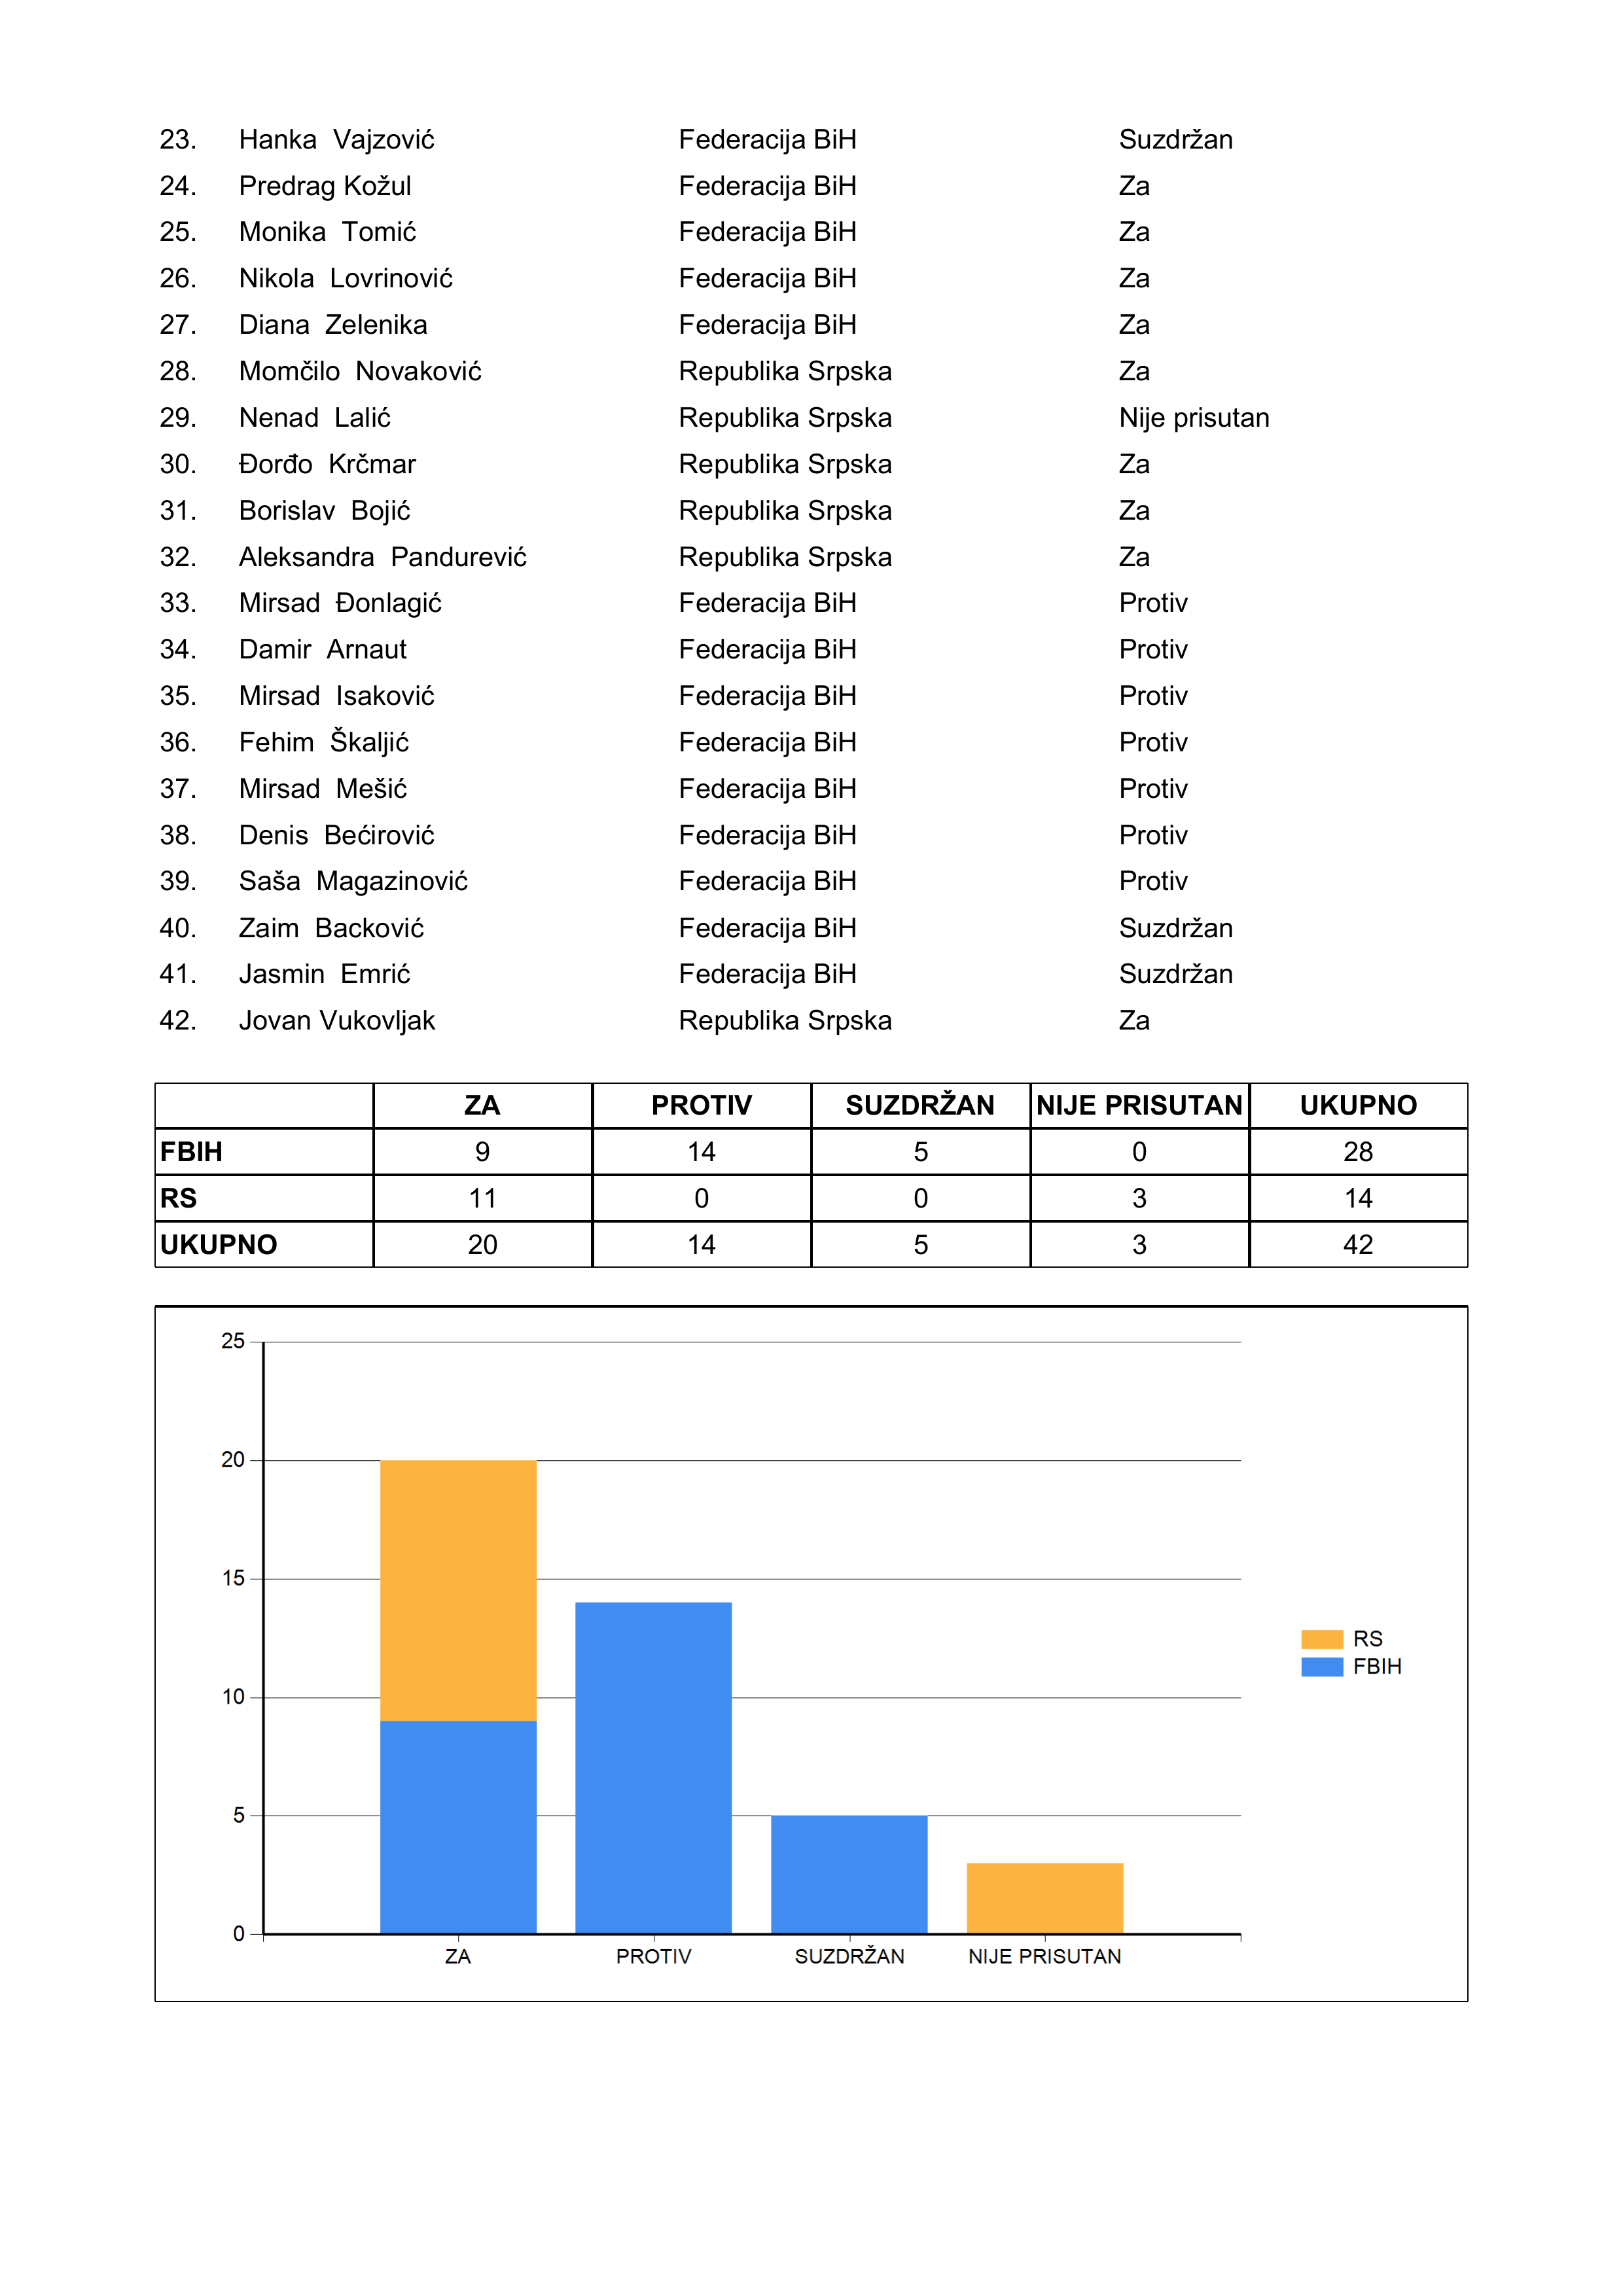 23. Hanka Vajzović Federacija BiH Suzdržan
24. Predrag Kožul Federacija BiH Za
25. Monika Tomić Federacija BiH Za
26. Nikola Lovrinović Federacija BiH Za
27. Diana Zelenika Federacija BiH Za
28. Momčilo Novaković Republika Srpska Za
29. Nenad Lalić Republika Srpska Nije prisutan
30. Đorđo Krčmar Republika Srpska Za
31. Borislav Bojić Republika Srpska Za
32. Aleksandra Pandurević Republika Srpska Za
33. Mirsad Đonlagić Federacija BiH Protiv
34. Damir Arnaut Federacija BiH Protiv
35. Mirsad Isaković Federacija BiH Protiv
36. Fehim Škaljić Federacija BiH Protiv
37. Mirsad Mešić Federacija BiH Protiv
38. Denis Bećirović Federacija BiH Protiv
39. Saša Magazinović Federacija BiH Protiv
40. Zaim Backović Federacija BiH Suzdržan
41. Jasmin Emrić Federacija BiH Suzdržan
42. Jovan Vukovljak Republika Srpska Za
ZA PROTIV SUZDRŽAN NIJE PRISUTAN UKUPNO
FBIH 9 14 5 0 28
RS 11 0 0 3 14
UKUPNO 20 14 5 3 42
25
20
15
10
5
0
ZA PROTIV SUZDRŽAN NIJE PRISUTAN
RS
FBIH